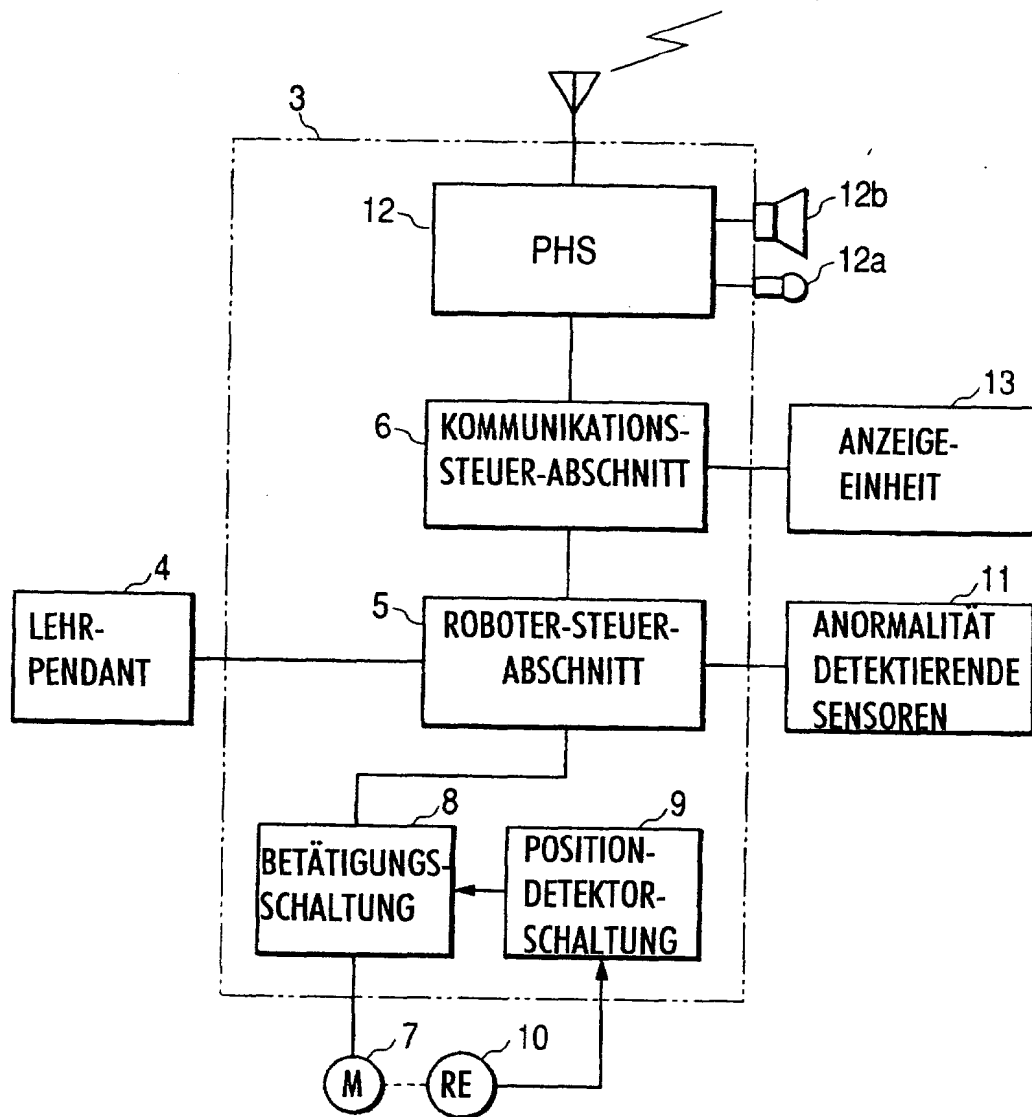 3
12
PHS
12b
12a
6
KOMMUNIKATIONS-
STEUER-ABSCHNITT
13
ANZEIGE-
EINHEIT
4
LEHR-
PENDANT
5
ROBOTER-STEUER-
ABSCHNITT
11
ANORMALITÄT
DETEKTIERENDE
SENSOREN
8
BETÄTIGUNGS-
SCHALTUNG
9
POSITION-
DETEKTOR-
SCHALTUNG
7
M
10
RE